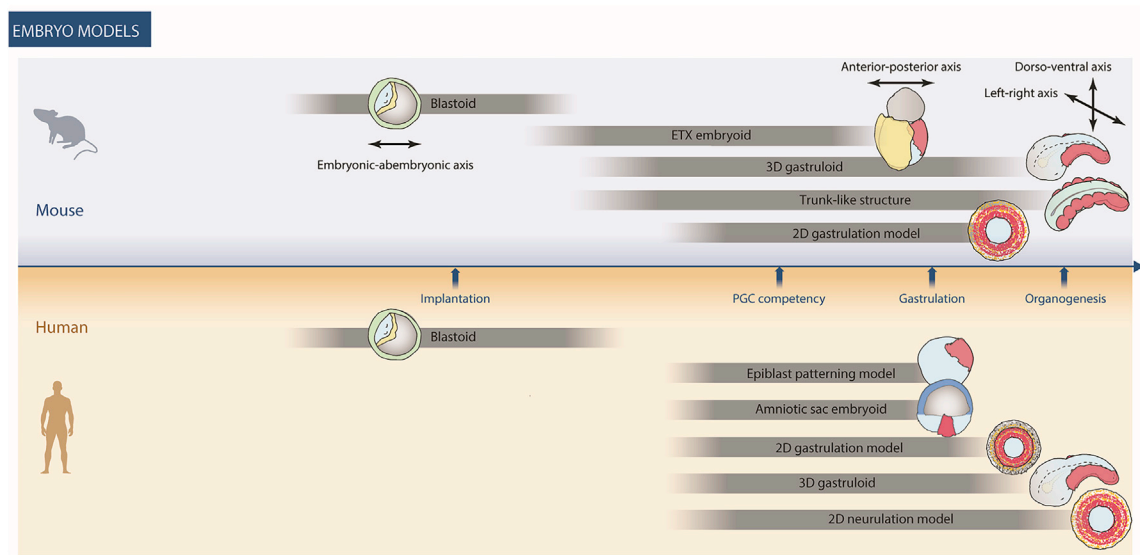 EMBRYO MODELS
Anterior-posterior axis
Dorso-ventral axis
Left-right axis
Blastoid
ETX embryoid
Embryonic-abembryonic axis
3D gastruloid
Trunk-like structure
Mouse
2D gastrulation model
Implantation
PGC competency
Gastrulation
Organogenesis
Human
Blastoid
Epiblast patterning model
Amniotic sac embryoid
2D gastrulation model
3D gastruloid
2D neurulation model